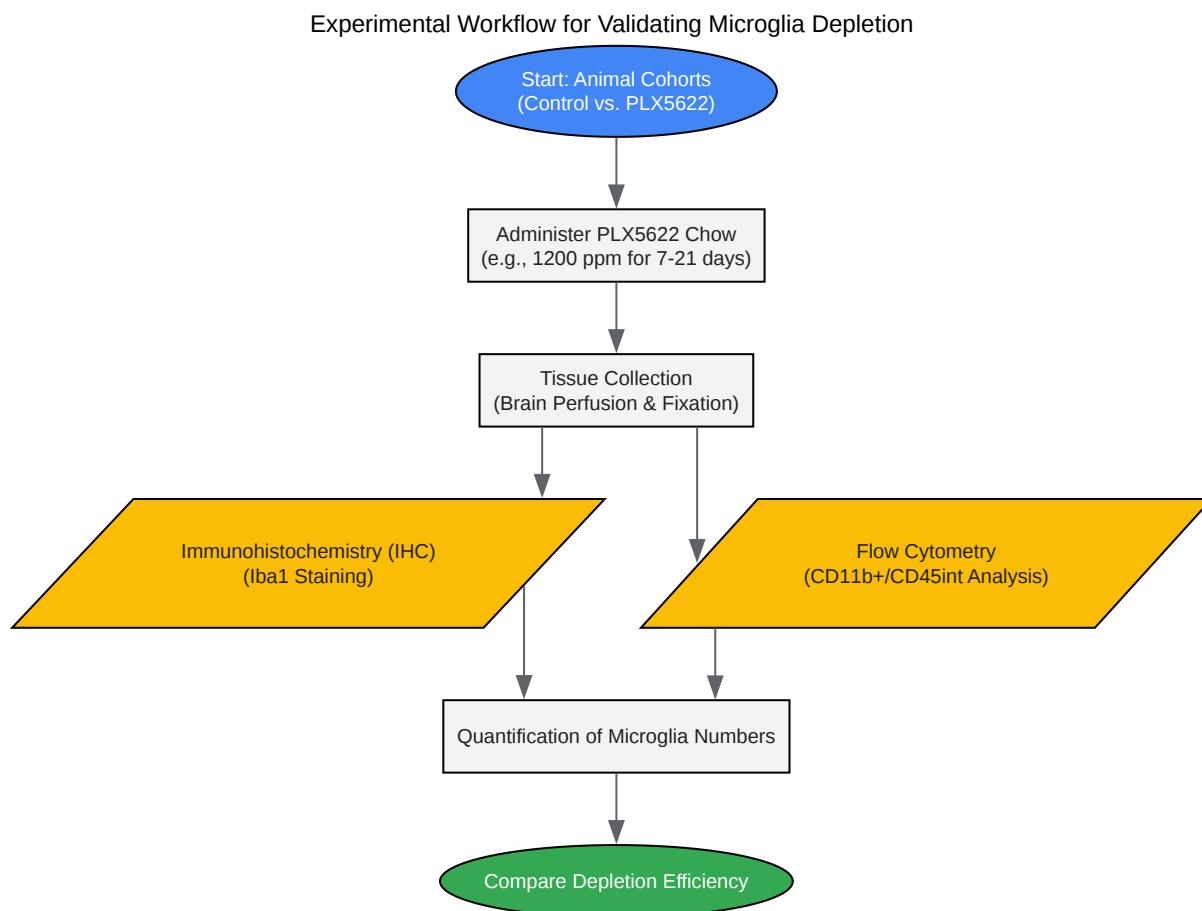 Experimental Workflow for Validating Microglia Depletion
Start: Animal Cohorts
(Control vs. PLX5622)
Administer PLX5622 Chow
(e.g., 1200 ppm for 7-21 days)
Tissue Collection
(Brain Perfusion & Fixation)
Immunohistochemistry (IHC)
(Iba1 Staining)
Flow Cytometry
(CD11b+/CD45int Analysis)
Quantification of Microglia Numbers
Compare Depletion Efficiency